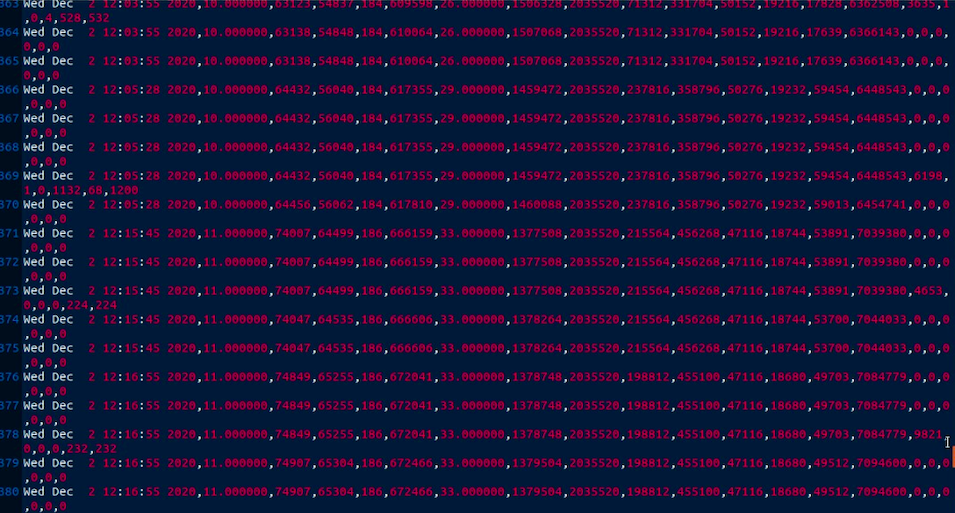 363 Wed Dec  2 12:03:55 2020,10.000000,63123,54837,184,609598,26.000000,1506328,2035520,71312,331704,50152,19216,17828,6362508,3635,1
,0,4,528,532
364 Wed Dec  2 12:03:55 2020,10.000000,63138,54848,184,610064,26.000000,1507068,2035520,71312,331704,50152,19216,17639,6366143,0,0,0,
0,0,0
365 Wed Dec  2 12:03:55 2020,10.000000,63138,54848,184,610064,26.000000,1507068,2035520,71312,331704,50152,19216,17639,6366143,0,0,0,
0,0,0
366 Wed Dec  2 12:05:28 2020,10.000000,64432,56040,184,617355,29.000000,1459472,2035520,237816,358796,50276,19232,59454,6448543,0,0,0
,0,0,0
367 Wed Dec  2 12:05:28 2020,10.000000,64432,56040,184,617355,29.000000,1459472,2035520,237816,358796,50276,19232,59454,6448543,0,0,0
,0,0,0
368 Wed Dec  2 12:05:28 2020,10.000000,64432,56040,184,617355,29.000000,1459472,2035520,237816,358796,50276,19232,59454,6448543,0,0,0
,0,0,0
369 Wed Dec  2 12:05:28 2020,10.000000,64432,56040,184,617355,29.000000,1459472,2035520,237816,358796,50276,19232,59454,6448543,6198,
1,0,1132,68,1200
370 Wed Dec  2 12:05:28 2020,10.000000,64456,56062,184,617810,29.000000,1460088,2035520,237816,358796,50276,19232,59013,6454741,0,0,0
,0,0,0
371 Wed Dec  2 12:15:45 2020,11.000000,74007,64499,186,666159,33.000000,1377508,2035520,215564,456268,47116,18744,53891,7039380,0,0,0
,0,0,0
372 Wed Dec  2 12:15:45 2020,11.000000,74007,64499,186,666159,33.000000,1377508,2035520,215564,456268,47116,18744,53891,7039380,0,0,0
,0,0,0
373 Wed Dec  2 12:15:45 2020,11.000000,74007,64499,186,666159,33.000000,1377508,2035520,215564,456268,47116,18744,53891,7039380,4653,
0,0,0,224,224
374 Wed Dec  2 12:15:45 2020,11.000000,74047,64535,186,666606,33.000000,1378264,2035520,215564,456268,47116,18744,53700,7044033,0,0,0
,0,0,0
375 Wed Dec  2 12:15:45 2020,11.000000,74047,64535,186,666606,33.000000,1378264,2035520,215564,456268,47116,18744,53700,7044033,0,0,0
,0,0,0
376 Wed Dec  2 12:16:55 2020,11.000000,74849,65255,186,672041,33.000000,1378748,2035520,198812,455100,47116,18680,49703,7084779,0,0,0
,0,0,0
377 Wed Dec  2 12:16:55 2020,11.000000,74849,65255,186,672041,33.000000,1378748,2035520,198812,455100,47116,18680,49703,7084779,0,0,0
,0,0,0
378 Wed Dec  2 12:16:55 2020,11.000000,74849,65255,186,672041,33.000000,1378748,2035520,198812,455100,47116,18680,49703,7084779,9821,
0,0,0,232,232
379 Wed Dec  2 12:16:55 2020,11.000000,74907,65304,186,672466,33.000000,1379504,2035520,198812,455100,47116,18680,49512,7094600,0,0,0
,0,0,0
380 Wed Dec  2 12:16:55 2020,11.000000,74907,65304,186,672466,33.000000,1379504,2035520,198812,455100,47116,18680,49512,7094600,0,0,0
,0,0,0